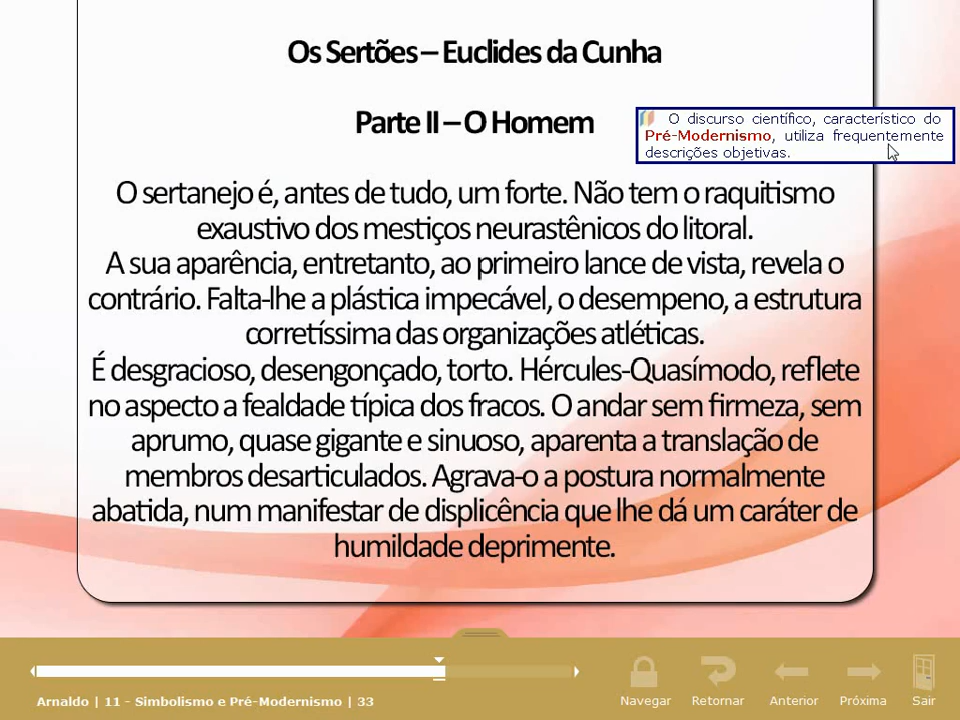 Os Sertões – Euclides da Cunha
Parte II – O Homem
O discurso científico, característico do
Pré-Modernismo, utiliza frequentemente
descrições objetivas.
O sertanejo é, antes de tudo, um forte. Não tem o raquitismo
exaustivo dos mestiços neurastênicos do litoral.
A sua aparência, entretanto, ao primeiro lance de vista, revela o
contrário. Falta-lhe a plástica impecável, o desempeno, a estrutura
corretíssima das organizações atléticas.
É desgracioso, desengonçado, torto. Hércules-Quasímodo, reflete
no aspecto a fealdade típica dos fracos. O andar sem firmeza, sem
aprumo, quase gigante e sinuoso, aparenta a translação de
membros desarticulados. Agrava-o a postura normalmente
abatida, num manifestar de displicência que lhe dá um caráter de
humildade deprimente.
Arnaldo | 11 - Simbolismo e Pré-Modernismo | 33
Navegar Retornar Anterior Próxima Sair